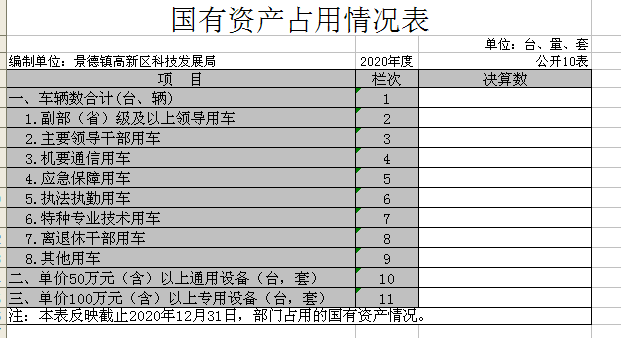 国有资产占用情况表
单位：台、量、套
编制单位：景德镇高新区科技发展局 2020年度 公开10表
项 目 栏次 决算数
一、车辆数合计(台、辆) 1
1.副部（省）级及以上领导用车 2
2.主要领导干部用车 3
3.机要通信用车 4
4.应急保障用车 5
5.执法执勤用车 6
6.特种专业技术用车 7
7.离退休干部用车 8
8.其他用车 9
二、单价50万元（含）以上通用设备（台，套） 10
三、单价100万元（含）以上专用设备（台，套） 11
注：本表反映截止2020年12月31日，部门占用的国有资产情况。